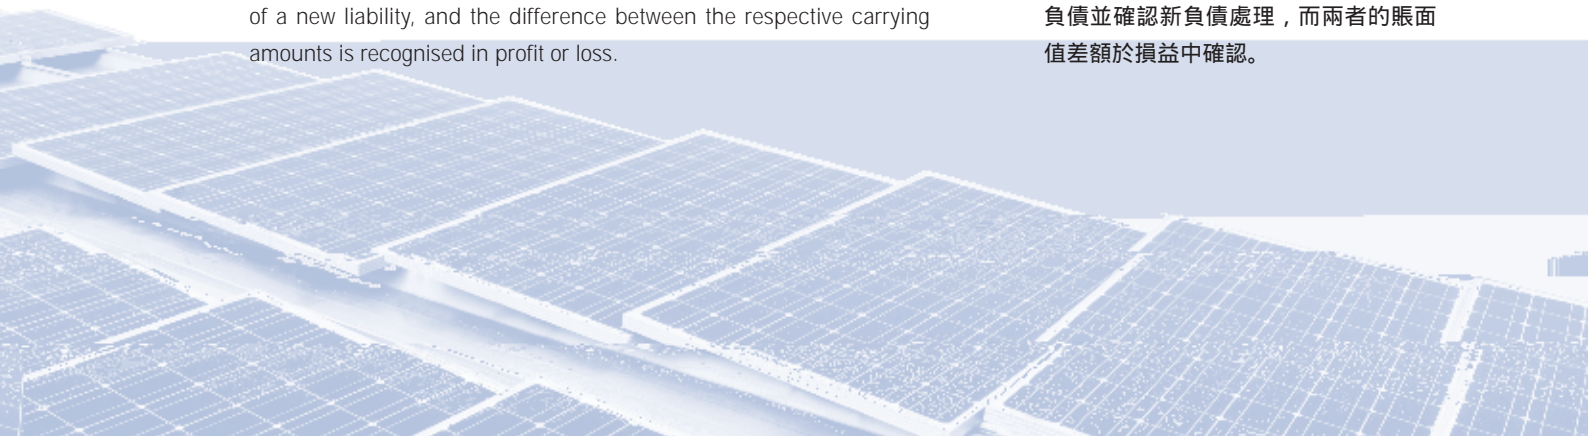 of a new liability, and the difference between the respective carrying
amounts is recognised in profit or loss.
負債並確認新負債處理，而兩者的賬面
值差額於損益中確認。